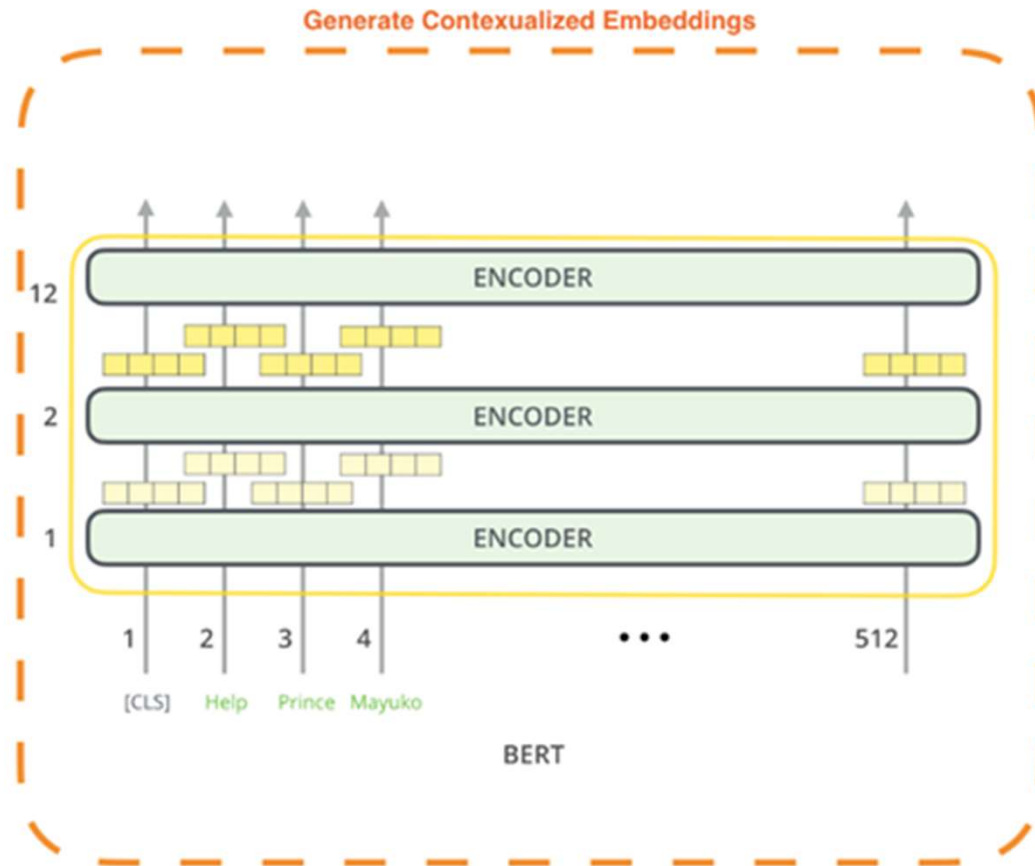 Generate Contexualized Embeddings
12 ENCODER
2 ENCODER
1 ENCODER
1 2 3 4 ••• 512
[CLS] Help Prince Mayuko
BERT